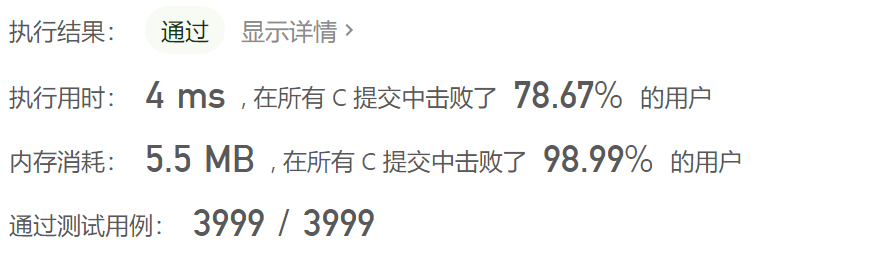 执行结果： 通过 显示详情 >
执行用时： 4 ms , 在所有 C 提交中击败了 78.67% 的用户
内存消耗： 5.5 MB , 在所有 C 提交中击败了 98.99% 的用户
通过测试用例： 3999 / 3999